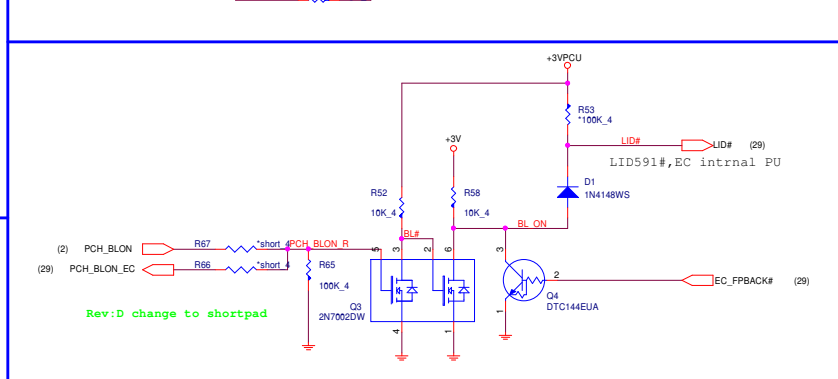 +3VPCU
R53
*100K_4
LID#
LID#
(29)
LID591#,EC intrnal PU
+3V
D1
1N4148WS
R52
10K_4
R58
10K_4
BL_ON
BL#
(2)
PCH_BLON
R67
*short_4
PCH_BLON_R
5
3
2
6
3
(29)
PCH_BLON_EC
R66
*short_4
R65
100K_4
2
EC_FPBACK#
(29)
Q4
DTC144EUA
Q3
2N7002DW
Rev:D change to shortpad
4
1
1